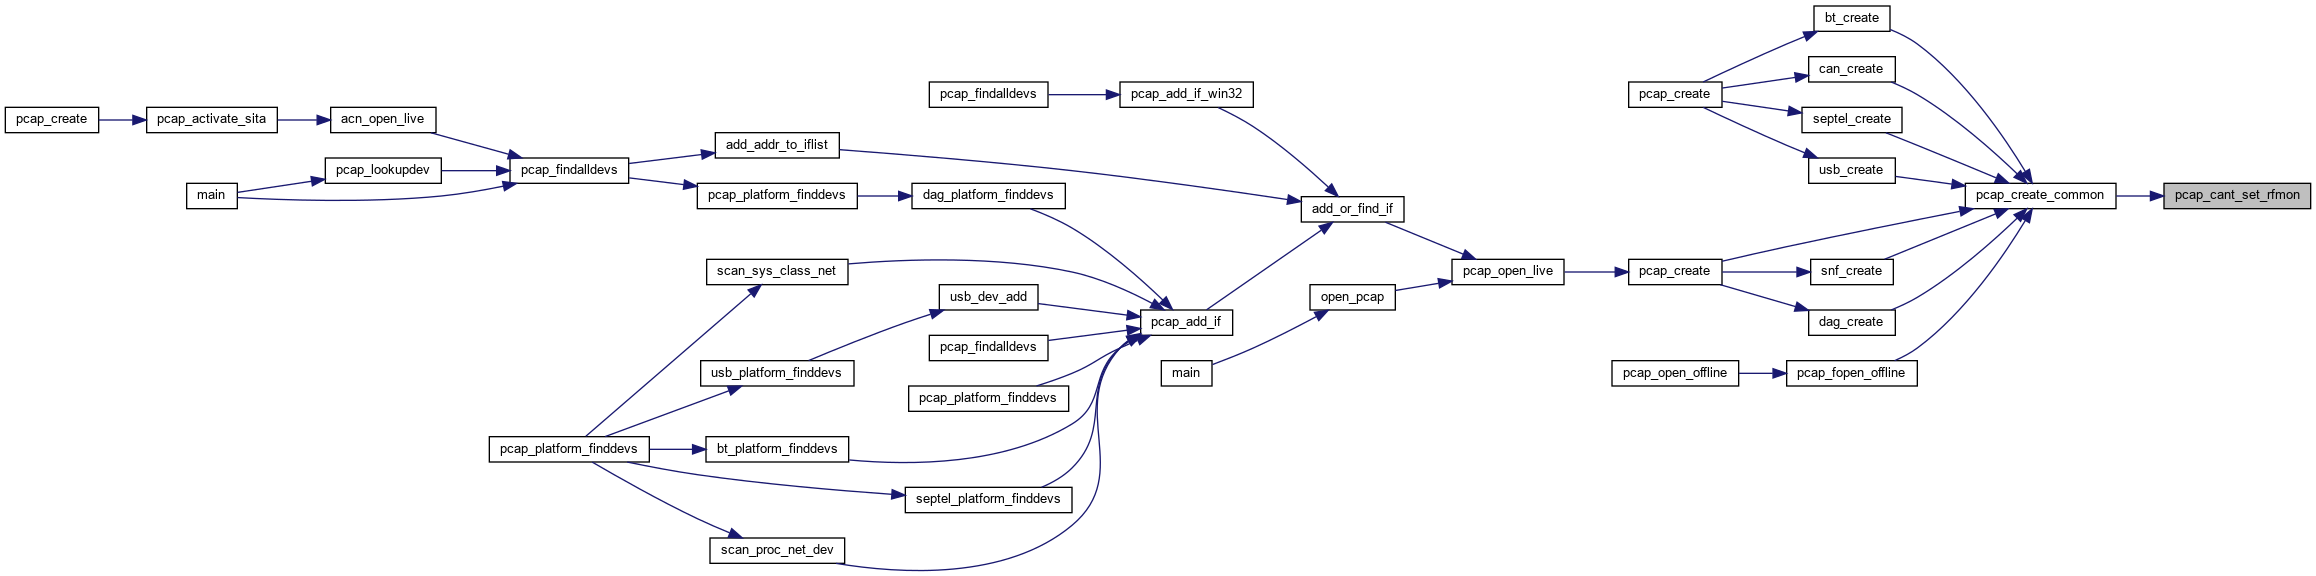 bt_create
can_create
pcap_findalldevs
pcap_add_if_win32
pcap_create
pcap_create
pcap_activate_sita
acn_open_live
septel_create
add_addr_to_iflist
pcap_lookupdev
pcap_findalldevs
usb_create
main
pcap_platform_finddevs
dag_platform_finddevs
pcap_create_common
pcap_cant_set_rfmon
add_or_find_if
scan_sys_class_net
pcap_open_live
pcap_create
snf_create
usb_dev_add
open_pcap
pcap_add_if
dag_create
pcap_findalldevs
usb_platform_finddevs
main
pcap_open_offline
pcap_fopen_offline
pcap_platform_finddevs
pcap_platform_finddevs
bt_platform_finddevs
septel_platform_finddevs
scan_proc_net_dev